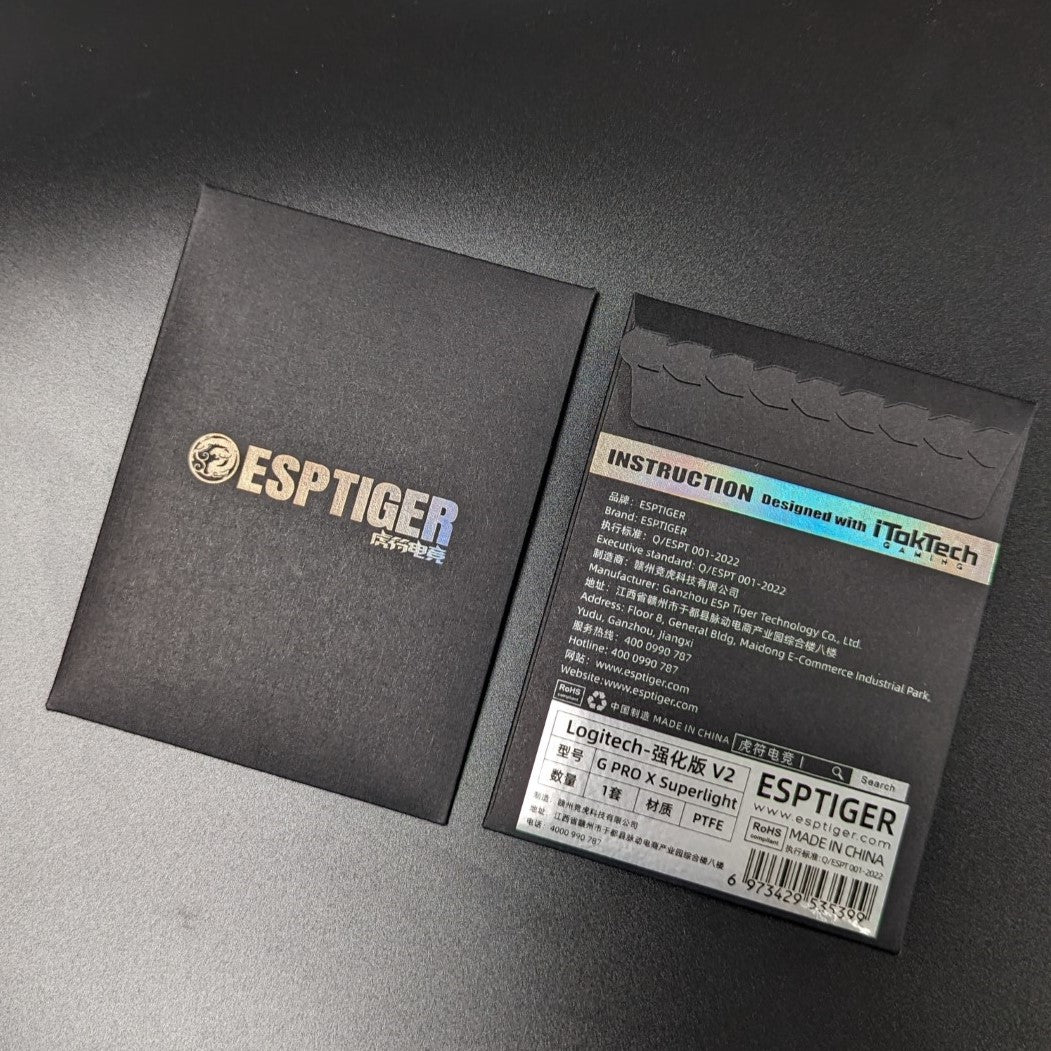 ESPTIGER
虎符电竞
INSTRUCTION Designed with iTokTech
GAMING
品牌：ESPTIGER
Brand: ESPTIGER
执行标准：Q/ESPT 001-2022
Executive standard: Q/ESPT 001-2022
制造商：赣州竞虎科技有限公司
Manufacturer: Ganzhou ESP Tiger Technology Co., Ltd.
地址：江西省赣州市于都县脉动电商产业园综合楼八楼
Address: Floor 8, General Bldg, Maidong E-Commerce Industrial Park,
Yudu, Ganzhou, Jiangxi
服务热线：400 0990 787
Hotline: 400 0990 787
网站：www.esptiger.com
Website:www.esptiger.com
RoHS
compliant
中国制造 MADE IN CHINA
虎符电竞
Search
Logitech-强化版 V2
型号 G PRO X Superlight
数量 1套 材质 PTFE
制造：赣州竞虎科技有限公司
地址：江西省赣州市于都县脉动电商产业园综合楼八楼
电话：4000 990 787
ESPTIGER
www.esptiger.com
RoHS
compliant
MADE IN CHINA
执行标准：Q/ESPT 001-2022
6 973429 535399